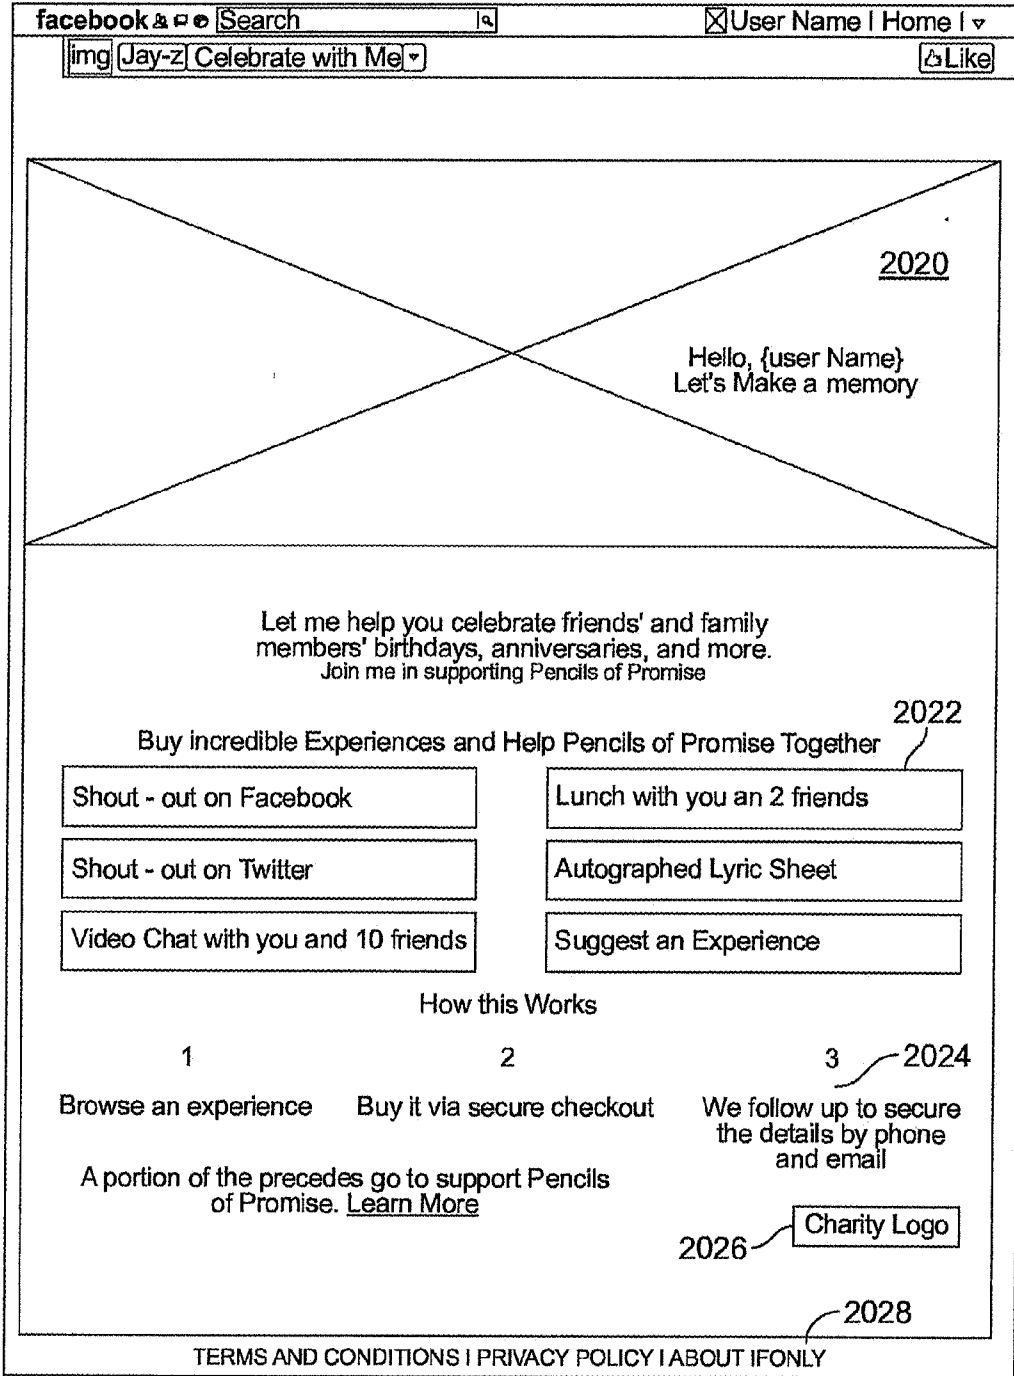 facebook Search User Name | Home |
img Jay-z Celebrate with Me Like
2020
Hello, {user Name}
Let's Make a memory
Let me help you celebrate friends' and family
members' birthdays, anniversaries, and more.
Join me in supporting Pencils of Promise
2022
Buy incredible Experiences and Help Pencils of Promise Together
Shout - out on Facebook
Lunch with you an 2 friends
Shout - out on Twitter
Autographed Lyric Sheet
Video Chat with you and 10 friends
Suggest an Experience
How this Works
1 2 3 2024
Browse an experience
Buy it via secure checkout
We follow up to secure
the details by phone
and email
A portion of the precedes go to support Pencils
of Promise. Learn More
Charity Logo
2026
2028
TERMS AND CONDITIONS | PRIVACY POLICY | ABOUT IFONLY